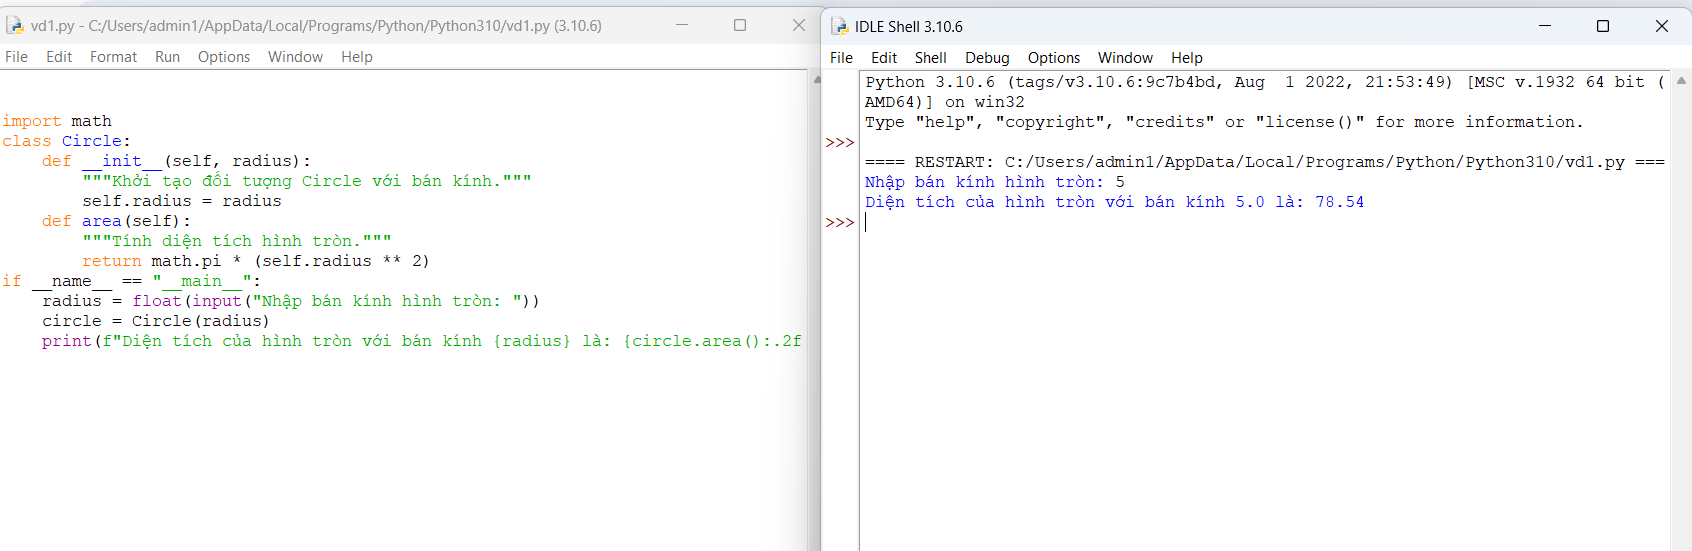 vd1.py - C:/Users/admin1/AppData/Local/Programs/Python/Python310/vd1.py (3.10.6)
File Edit Format Run Options Window Help
import math
class Circle:
    def __init__(self, radius):
        """Khởi tạo đối tượng Circle với bán kính."""
        self.radius = radius
    def area(self):
        """Tính diện tích hình tròn."""
        return math.pi * (self.radius ** 2)
if __name__ == "__main__":
    radius = float(input("Nhập bán kính hình tròn: "))
    circle = Circle(radius)
    print(f"Diện tích của hình tròn với bán kính {radius} là: {circle.area():.2f
IDLE Shell 3.10.6
File Edit Shell Debug Options Window Help
Python 3.10.6 (tags/v3.10.6:9c7b4bd, Aug  1 2022, 21:53:49) [MSC v.1932 64 bit (
AMD64)] on win32
Type "help", "copyright", "credits" or "license()" for more information.
>>>
==== RESTART: C:/Users/admin1/AppData/Local/Programs/Python/Python310/vd1.py ===
Nhập bán kính hình tròn: 5
Diện tích của hình tròn với bán kính 5.0 là: 78.54
>>>